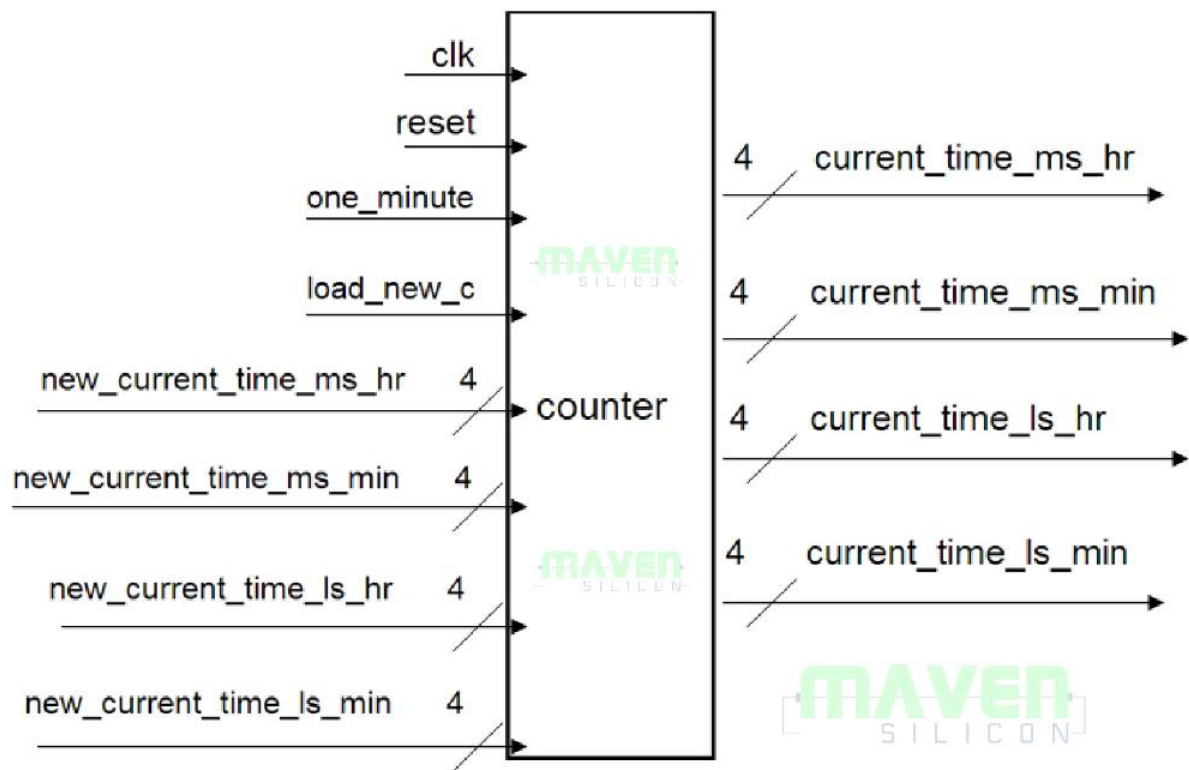 clk
reset
one_minute
load_new_c
new_current_time_ms_hr 4
new_current_time_ms_min 4
new_current_time_ls_hr 4
new_current_time_ls_min 4
counter
MAVEN
SILICON
MAVEN
SILICON
4 current_time_ms_hr
4 current_time_ms_min
4 current_time_ls_hr
4 current_time_ls_min
MAVEN
SILICON